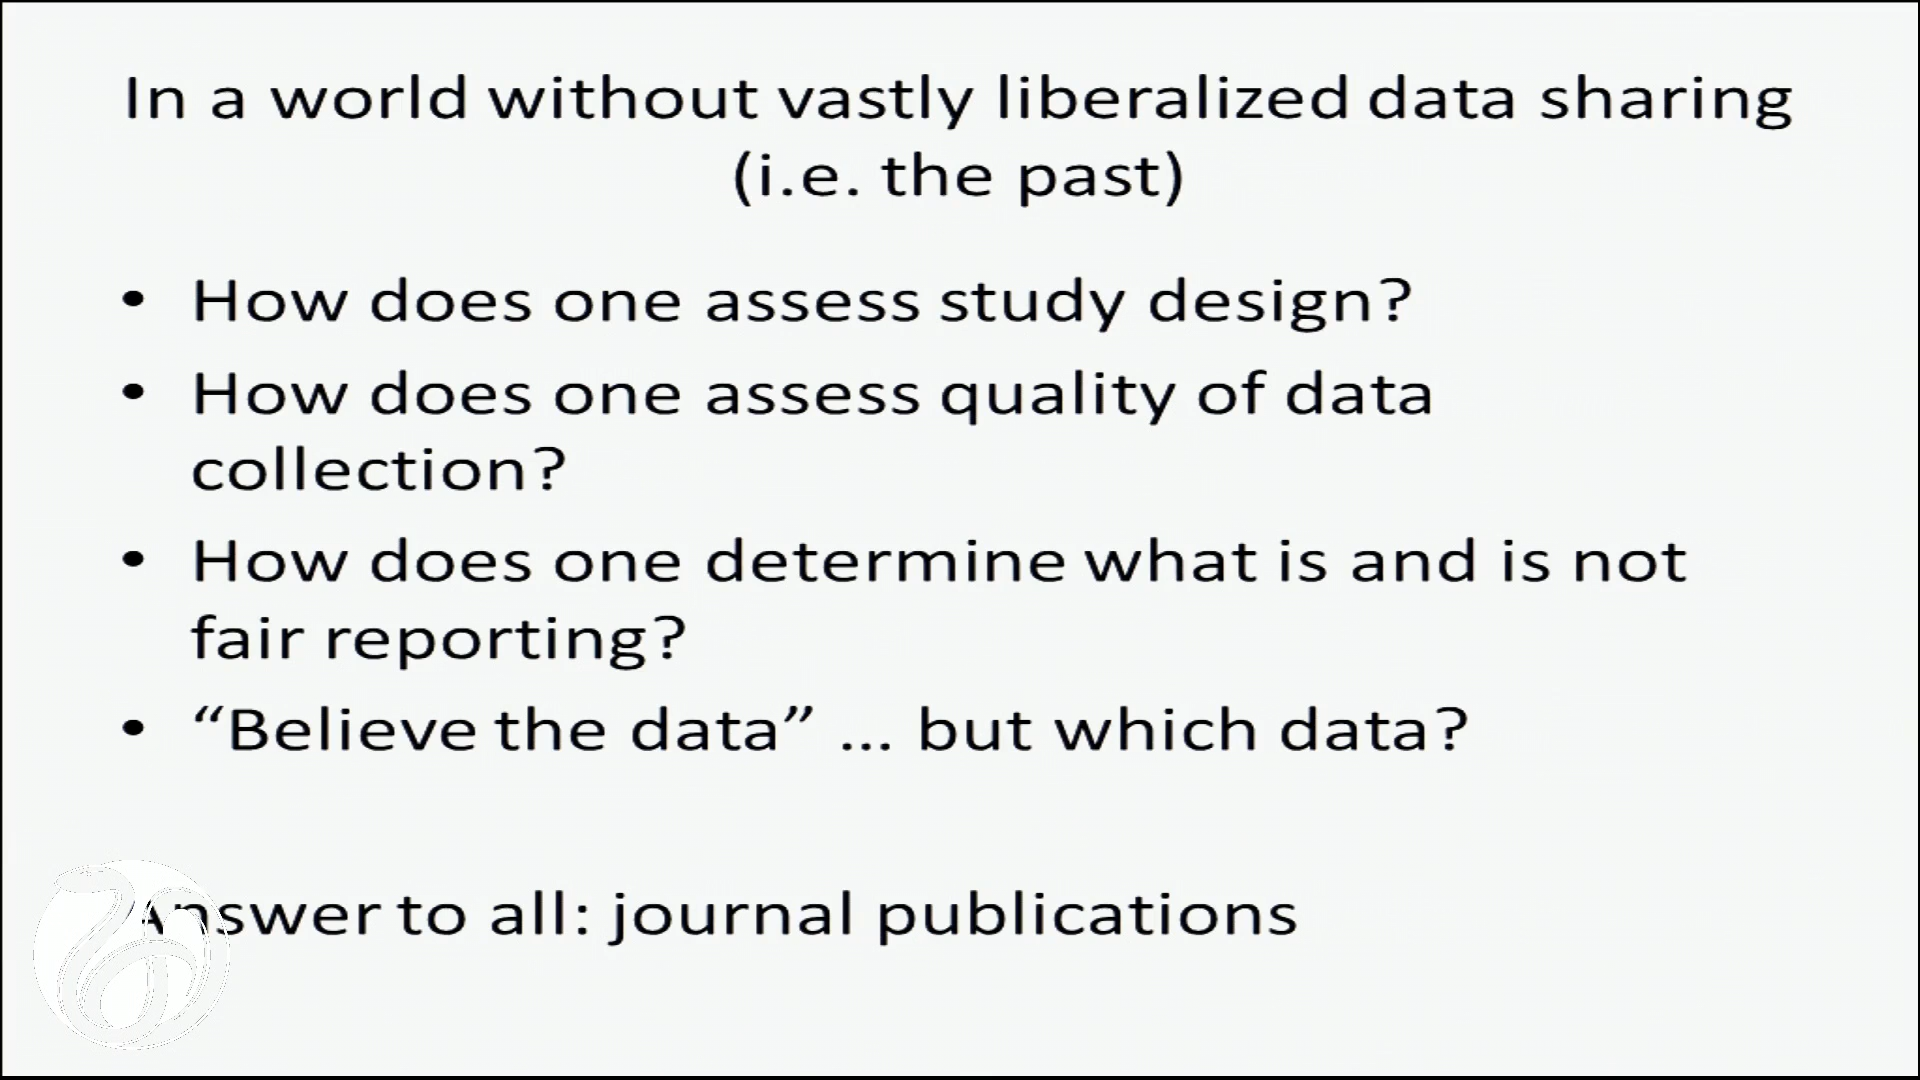 In a world without vastly liberalized data sharing
(i.e. the past)
• How does one assess study design?
• How does one assess quality of data
collection?
• How does one determine what is and is not
fair reporting?
• “Believe the data” ... but which data?
Answer to all: journal publications